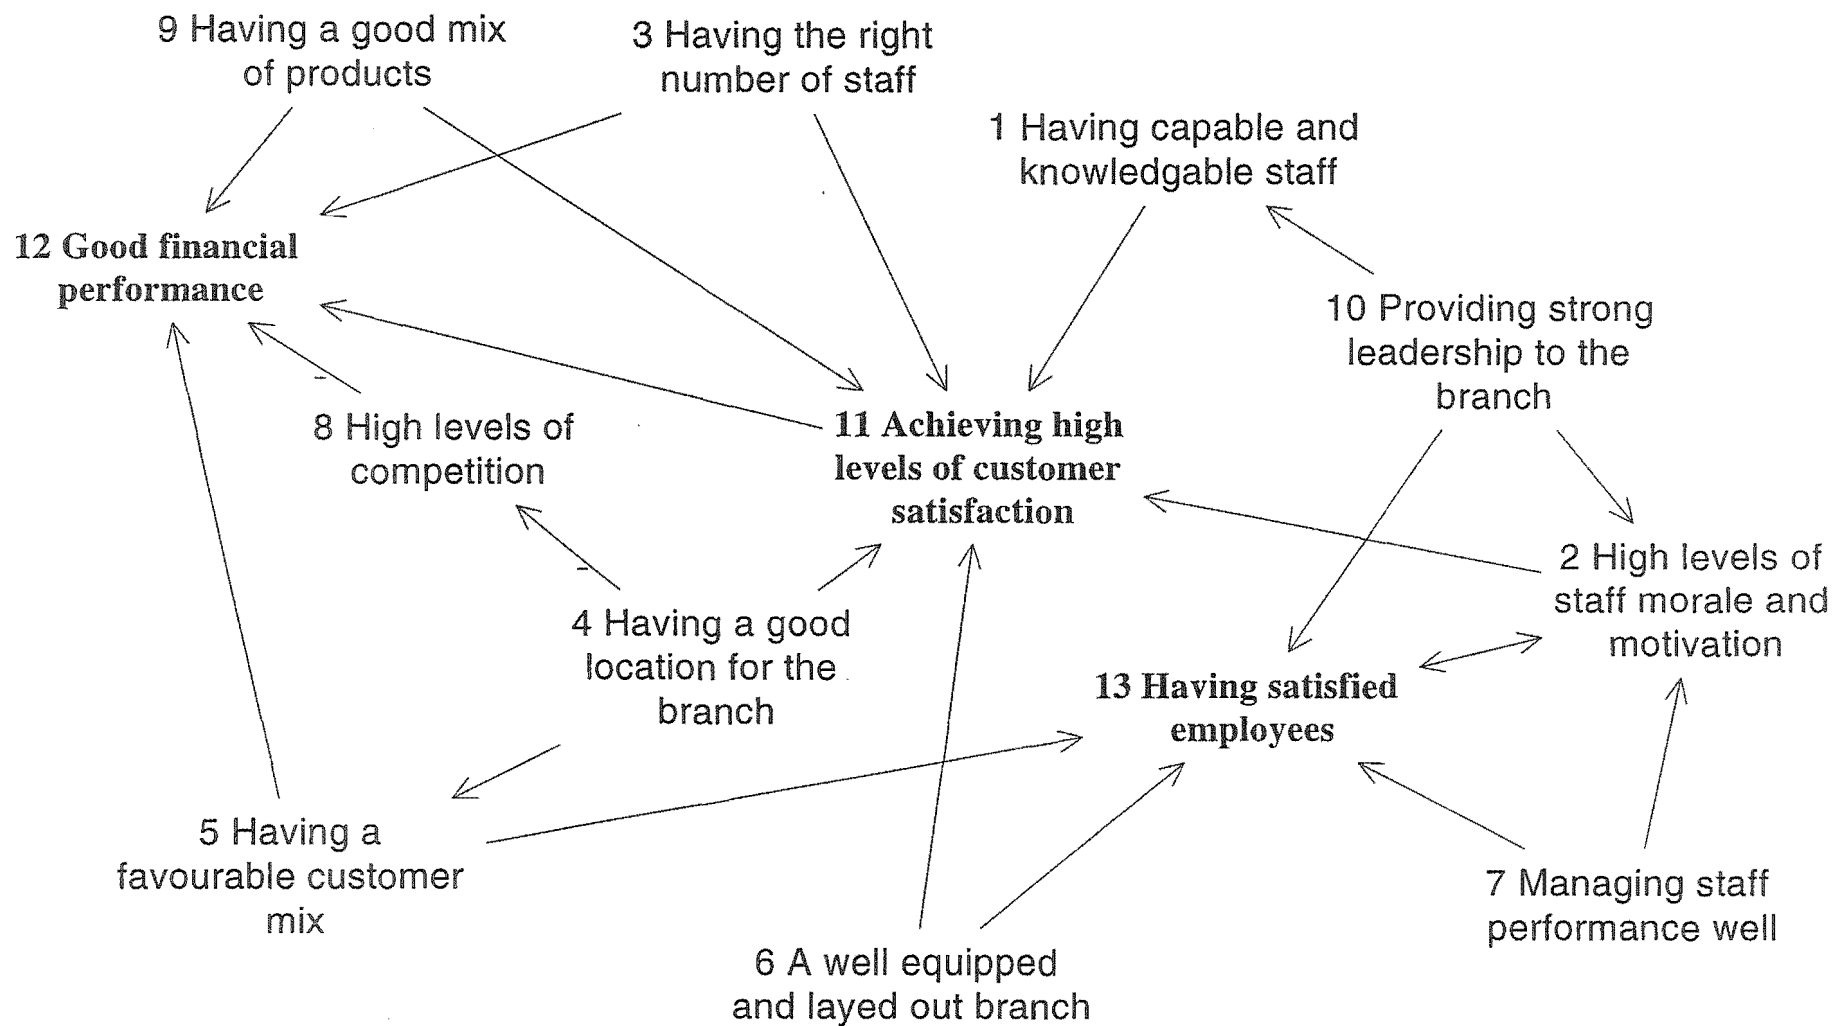 9 Having a good mix
of products
3 Having the right
number of staff
1 Having capable and
knowledgable staff
12 Good financial
performance
10 Providing strong
leadership to the
branch
8 High levels of
competition
11 Achieving high
levels of customer
satisfaction
2 High levels of
staff morale and
motivation
4 Having a good
location for the
branch
13 Having satisfied
employees
5 Having a
favourable customer
mix
7 Managing staff
performance well
6 A well equipped
and layed out branch